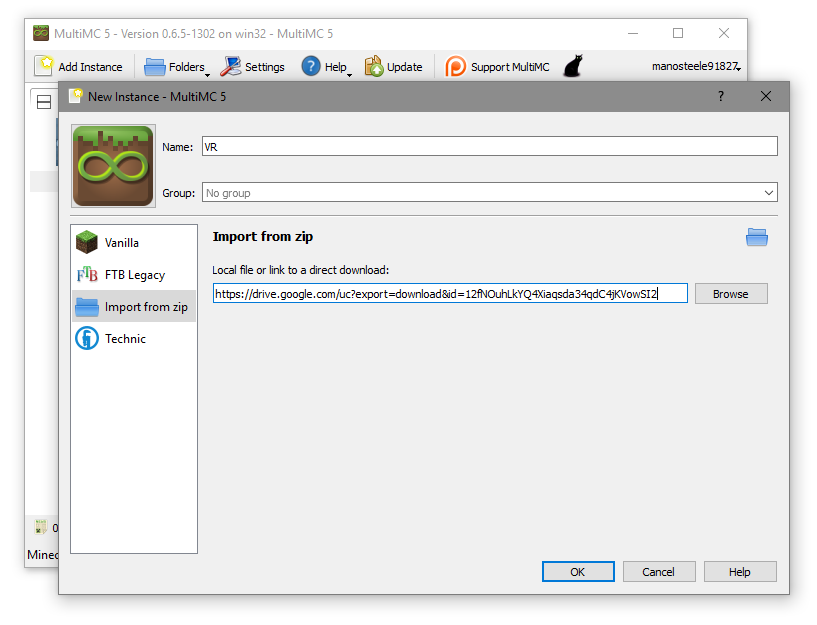 MultiMC 5 - Version 0.6.5-1302 on win32 - MultiMC 5
Add Instance Folders Settings Help Update Support MultiMC manosteele91827
New Instance - MultiMC 5
Name: VR
Group: No group
Vanilla
FTB Legacy
Import from zip
Technic
Import from zip
Local file or link to a direct download:
https://drive.google.com/uc?export=download&id=12fNOuhLkYQ4Xiaqsda34qdC4jKVowSI2
Browse
0
Minec
OK Cancel Help